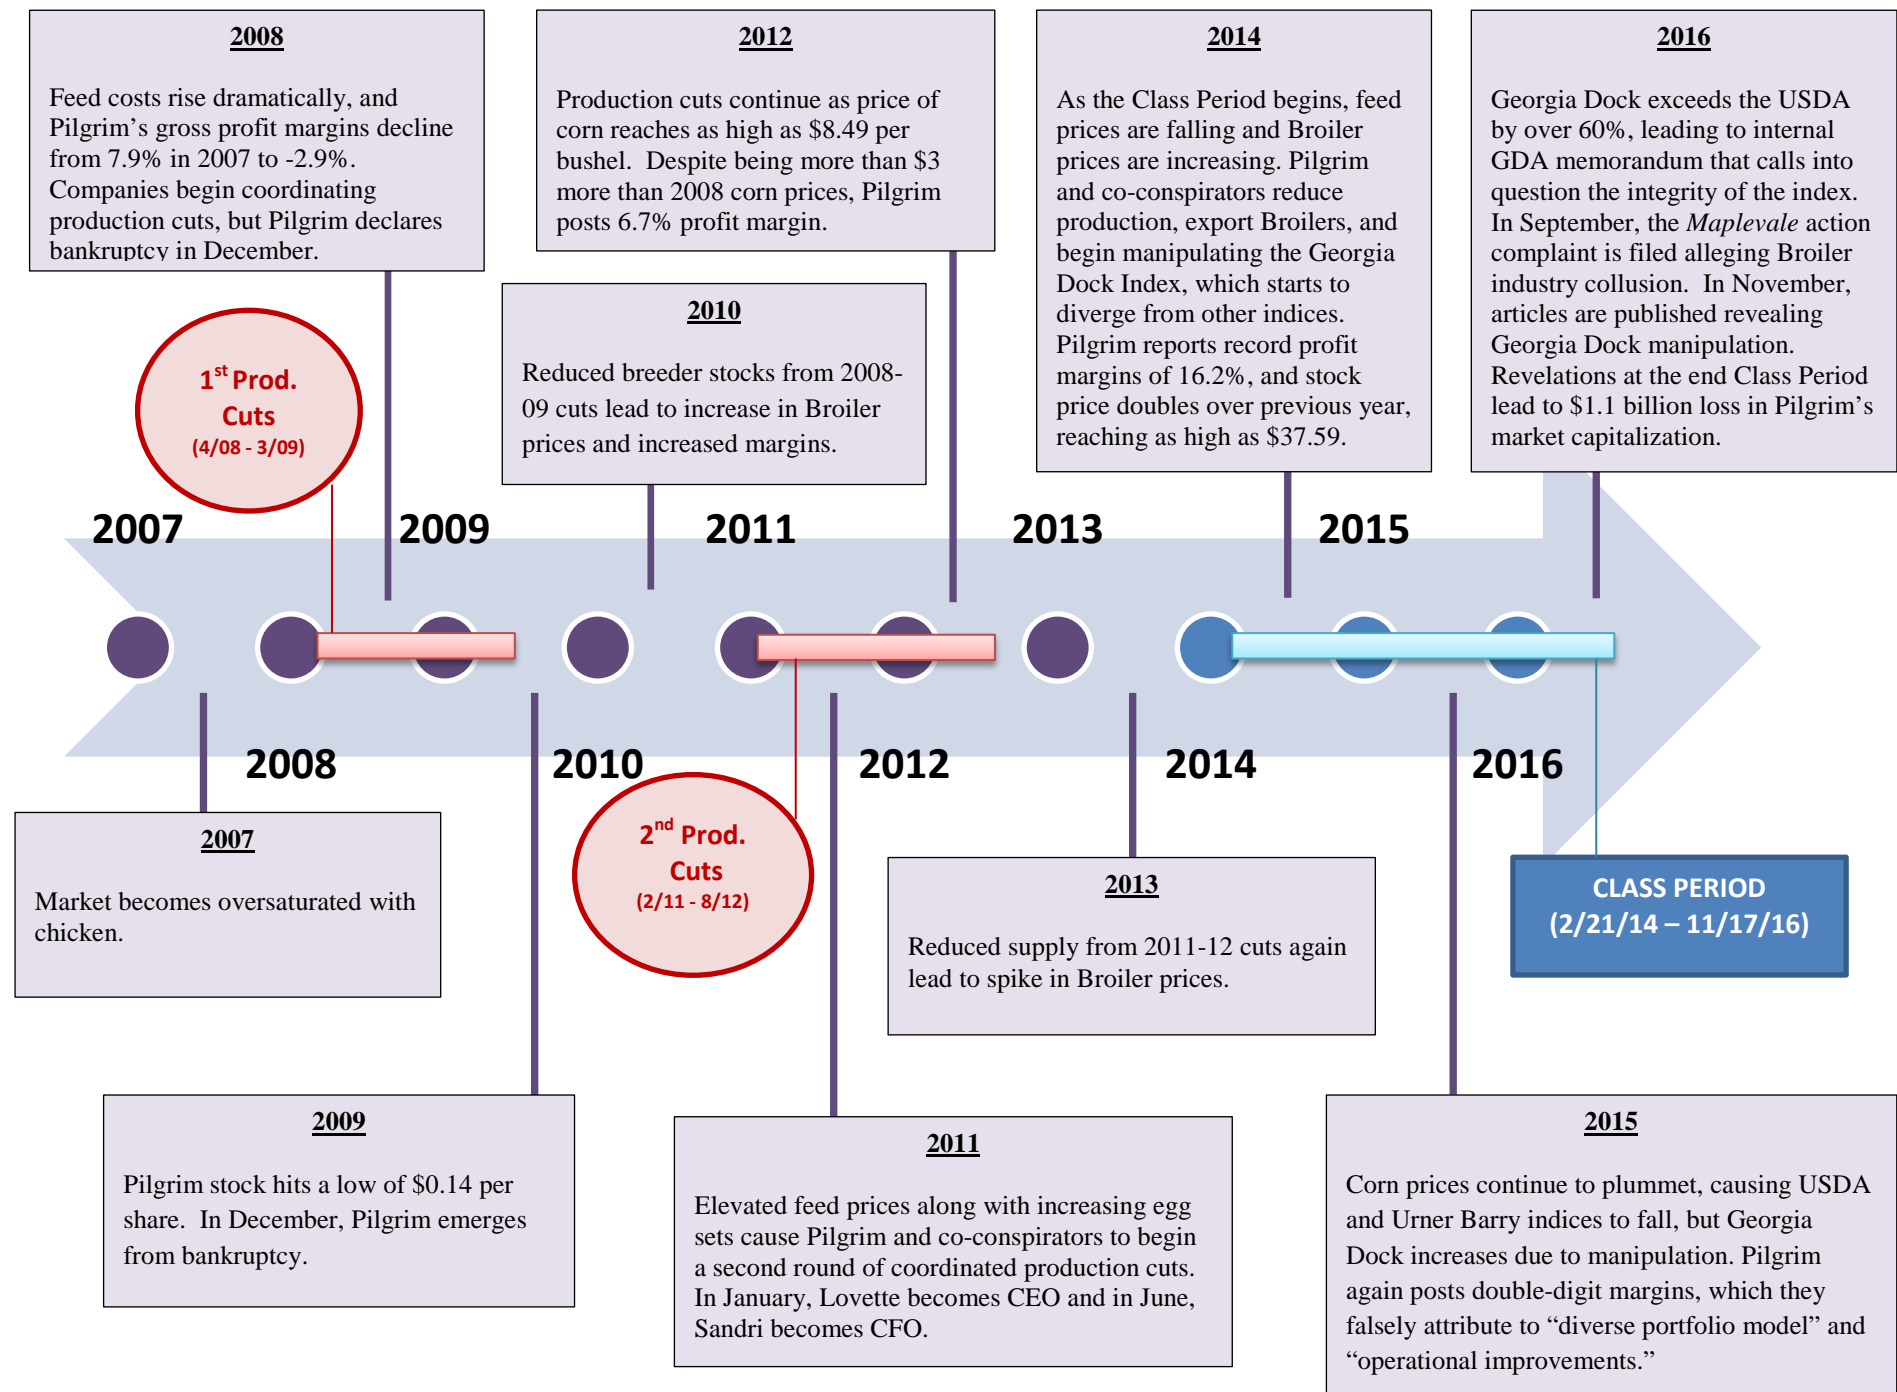 2008
Feed costs rise dramatically, and
Pilgrim’s gross profit margins decline
from 7.9% in 2007 to -2.9%.
Companies begin coordinating
production cuts, but Pilgrim declares
bankruptcy in December.
2012
Production cuts continue as price of
corn reaches as high as $8.49 per
bushel.  Despite being more than $3
more than 2008 corn prices, Pilgrim
posts 6.7% profit margin.
2014
As the Class Period begins, feed
prices are falling and Broiler
prices are increasing. Pilgrim
and co-conspirators reduce
production, export Broilers, and
begin manipulating the Georgia
Dock Index, which starts to
diverge from other indices.
Pilgrim reports record profit
margins of 16.2%, and stock
price doubles over previous year,
reaching as high as $37.59.
2016
Georgia Dock exceeds the USDA
by over 60%, leading to internal
GDA memorandum that calls into
question the integrity of the index.
In September, the Maplevale action
complaint is filed alleging Broiler
industry collusion.  In November,
articles are published revealing
Georgia Dock manipulation.
Revelations at the end Class Period
lead to $1.1 billion loss in Pilgrim’s
market capitalization.
2010
Reduced breeder stocks from 2008-
09 cuts lead to increase in Broiler
prices and increased margins.
1st Prod.
Cuts
(4/08 - 3/09)
2007
2009
2011
2013
2015
2008
2010
2012
2014
2016
2nd Prod.
Cuts
(2/11 - 8/12)
CLASS PERIOD
(2/21/14 – 11/17/16)
2007
Market becomes oversaturated with
chicken.
2013
Reduced supply from 2011-12 cuts again
lead to spike in Broiler prices.
2009
Pilgrim stock hits a low of $0.14 per
share.  In December, Pilgrim emerges
from bankruptcy.
2011
Elevated feed prices along with increasing egg
sets cause Pilgrim and co-conspirators to begin
a second round of coordinated production cuts.
In January, Lovette becomes CEO and in June,
Sandri becomes CFO.
2015
Corn prices continue to plummet, causing USDA
and Urner Barry indices to fall, but Georgia
Dock increases due to manipulation. Pilgrim
again posts double-digit margins, which they
falsely attribute to “diverse portfolio model” and
“operational improvements.”